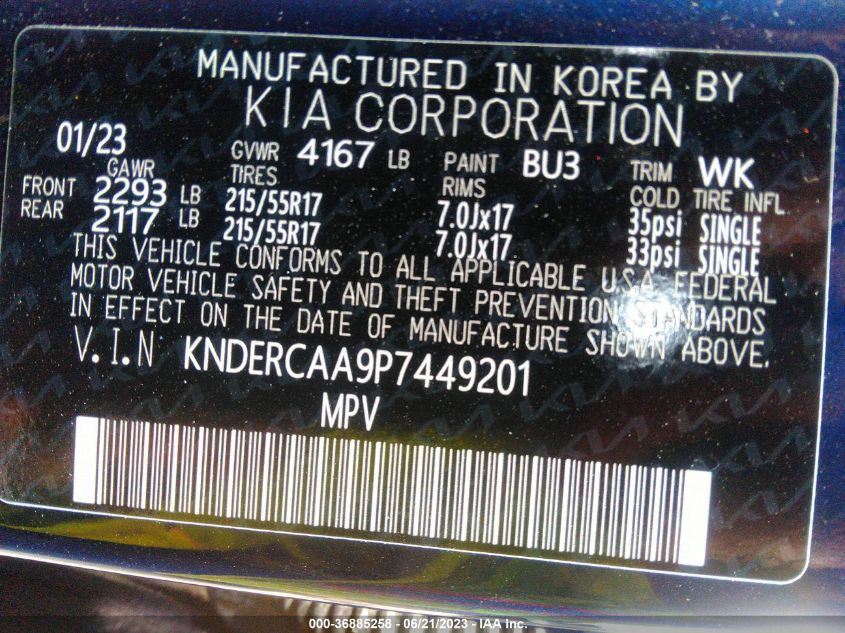 MANUFACTURED IN KOREA BY
KIA CORPORATION
01/23 GVWR 4167 LB PAINT BU3 TRIM WK
GAWR TIRES RIMS COLD TIRE INFL.
FRONT 2293 LB 215/55R17 7.0Jx17 35psi SINGLE
REAR 2117 LB 215/55R17 7.0Jx17 33psi SINGLE
THIS VEHICLE CONFORMS TO ALL APPLICABLE U.S.A. FEDERAL
MOTOR VEHICLE SAFETY AND THEFT PREVENTION STANDARDS
IN EFFECT ON THE DATE OF MANUFACTURE SHOWN ABOVE.
V.I.N KNDERCAA9P7449201
MPV
000-36885258 - 06/21/2023 - IAA Inc.